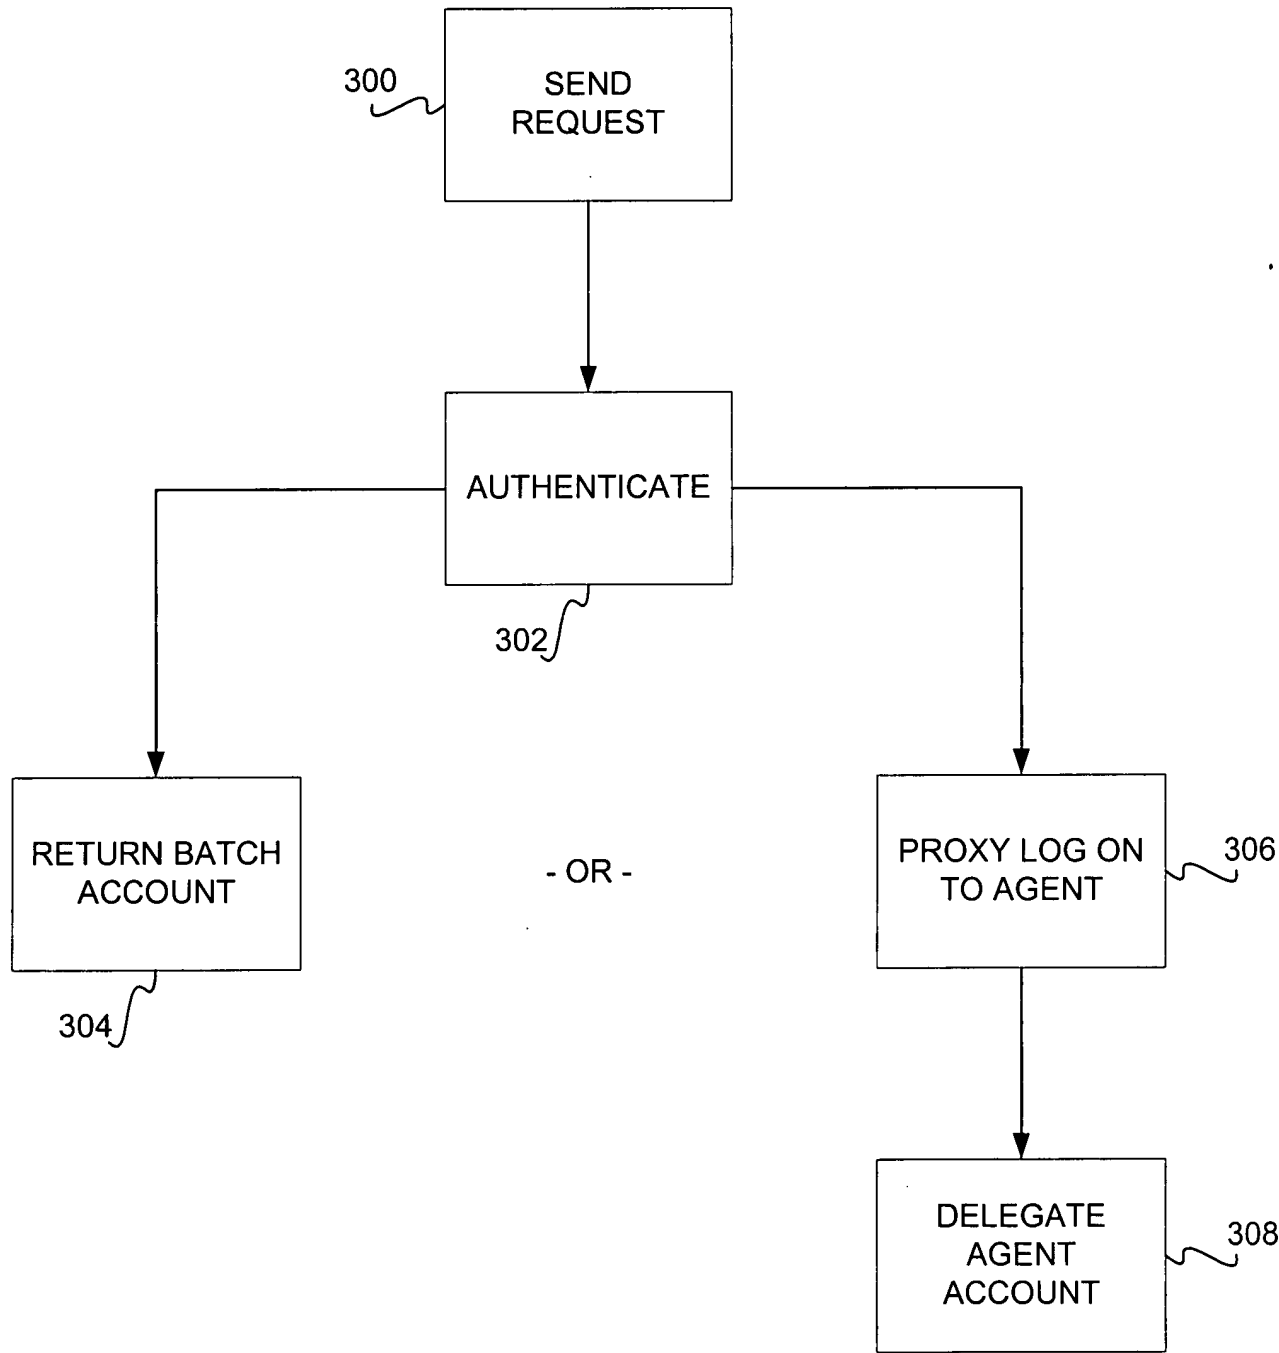 300
SEND
REQUEST
AUTHENTICATE
302
RETURN BATCH
ACCOUNT
304
- OR -
PROXY LOG ON
TO AGENT
306
DELEGATE
AGENT
ACCOUNT
308